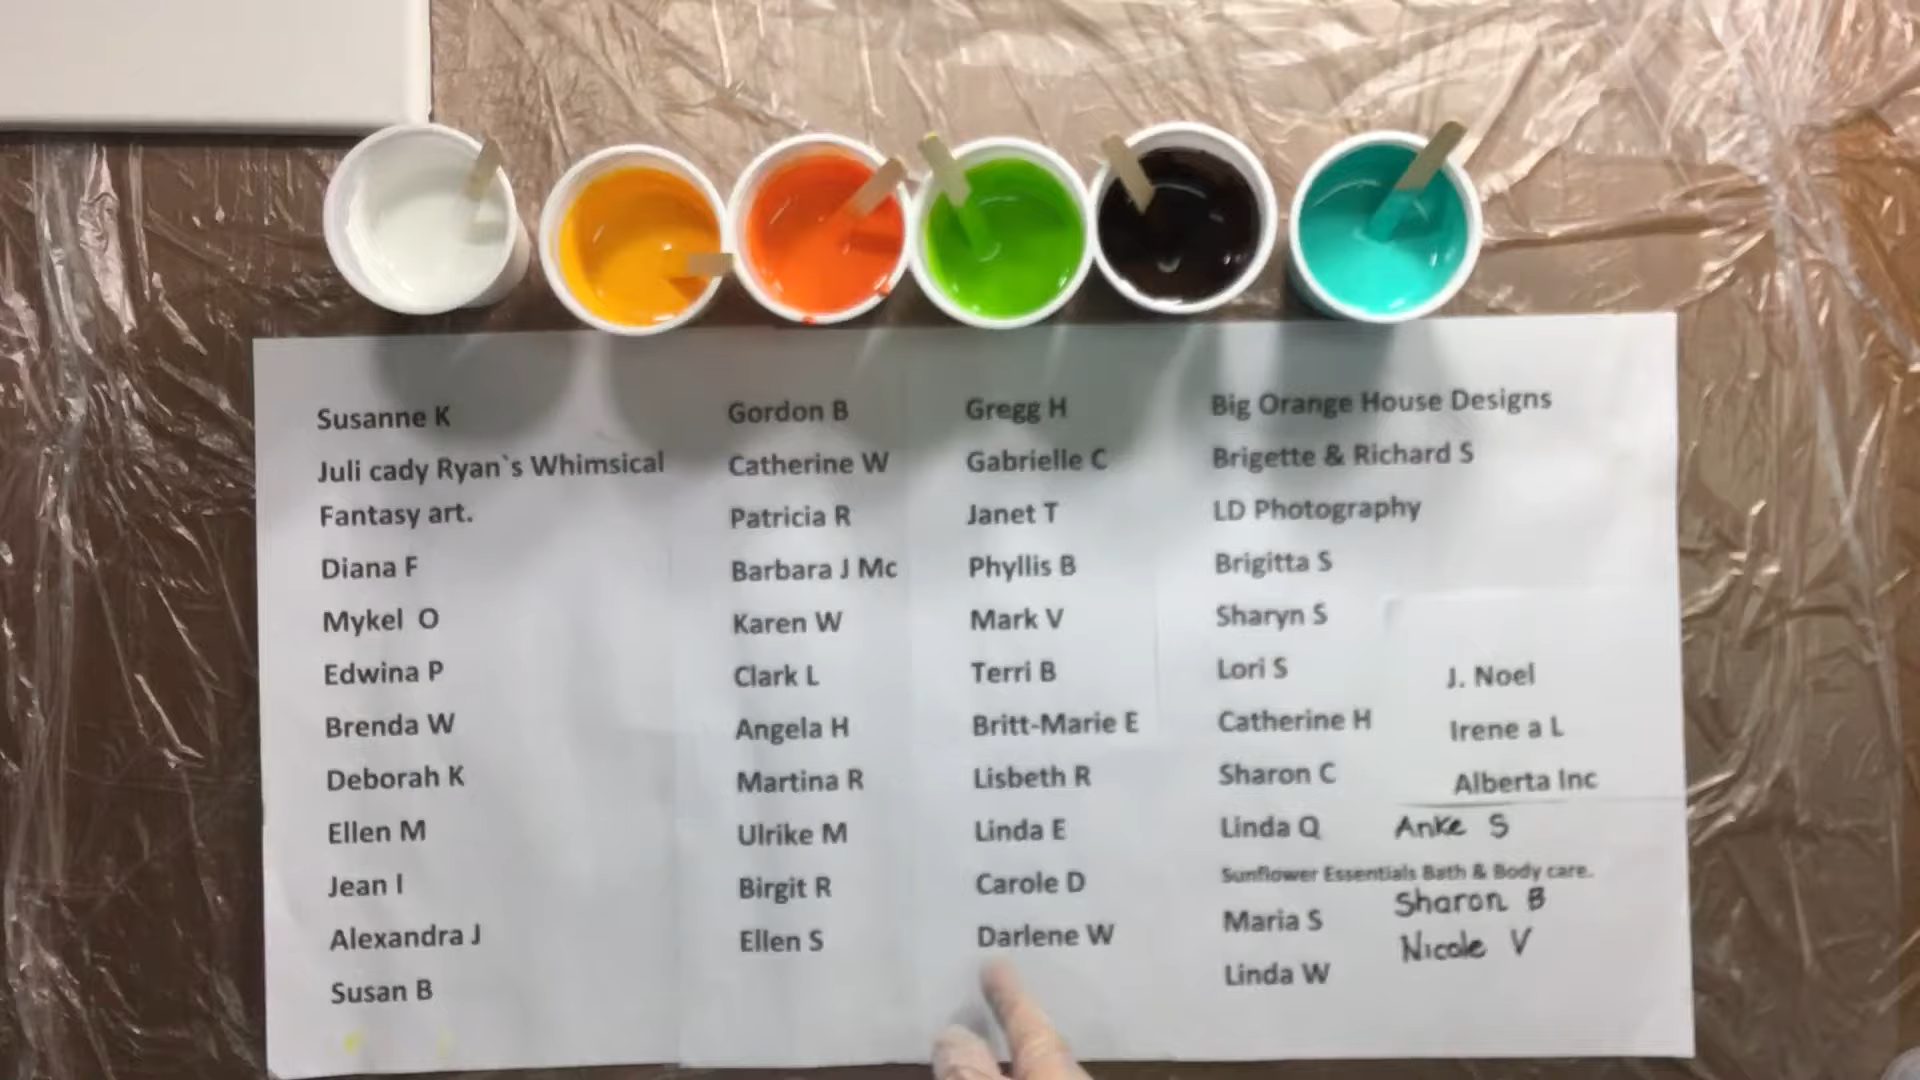 Susanne K
Juli cady Ryan`s Whimsical
Fantasy art.
Diana F
Mykel O
Edwina P
Brenda W
Deborah K
Ellen M
Jean I
Alexandra J
Susan B
Gordon B
Catherine W
Patricia R
Barbara J Mc
Karen W
Clark L
Angela H
Martina R
Ulrike M
Birgit R
Ellen S
Gregg H
Gabrielle C
Janet T
Phyllis B
Mark V
Terri B
Britt-Marie E
Lisbeth R
Linda E
Carole D
Darlene W
Big Orange House Designs
Brigette & Richard S
LD Photography
Brigitta S
Sharyn S
Lori S
Catherine H
Sharon C
Linda Q
Sunflower Essentials Bath & Body care.
Maria S
Linda W
J. Noel
Irene a L
Alberta Inc
Anke S
Sharon B
Nicole V